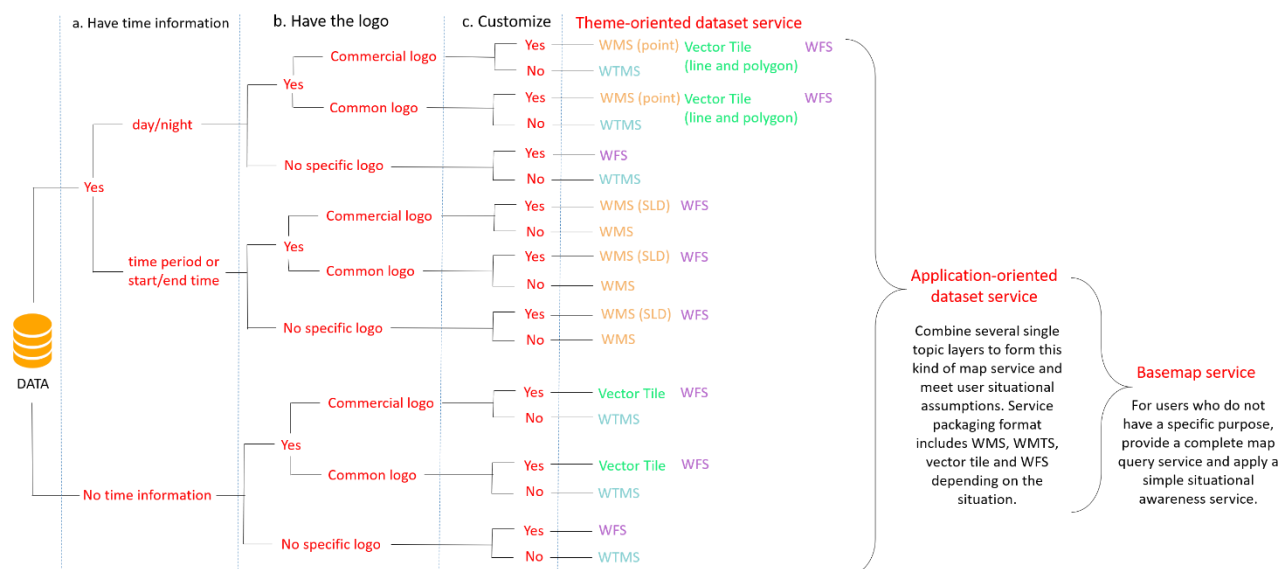 a. Have time information
b. Have the logo
c. Customize
Theme-oriented dataset service
Commercial logo
Yes
WMS (point)
Vector Tile
(line and polygon)
WFS
No
WTMS
Yes
Common logo
Yes
WMS (point)
Vector Tile
(line and polygon)
WFS
No
WTMS
day/night
No specific logo
Yes
WFS
No
WTMS
Yes
Commercial logo
Yes
WMS (SLD)
WFS
No
WMS
Yes
time period or
start/end time
Common logo
Yes
WMS (SLD)
WFS
No
WMS
No specific logo
Yes
WMS (SLD)
WFS
No
WMS
DATA
Commercial logo
Yes
Vector Tile
WFS
No
WTMS
Yes
Common logo
Yes
Vector Tile
WFS
No
WTMS
No time information
No specific logo
Yes
WFS
No
WTMS
Application-oriented
dataset service
Combine several single
topic layers to form this
kind of map service and
meet user situational
assumptions. Service
packaging format
includes WMS, WMTS,
vector tile and WFS
depending on the
situation.
Basemap service
For users who do not
have a specific purpose,
provide a complete map
query service and apply a
simple situational
awareness service.